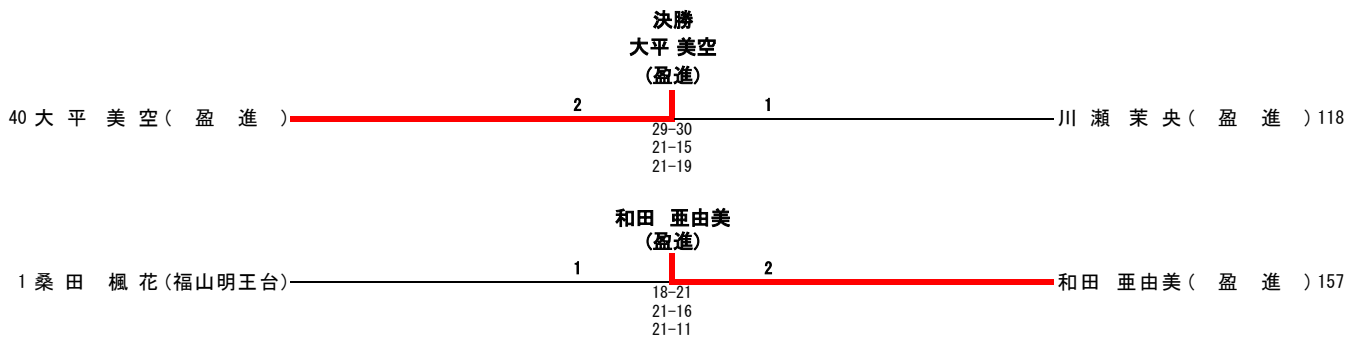 決勝
大平 美空
(盈進)
2 1
40 大 平 美 空 ( 盈 進 ) 川 瀬 茉 央 ( 盈 進 ) 118
29-30
21-15
21-19
和田 亜由美
(盈進)
1 2
1 桑 田 楓 花 (福山明王台) 和田 亜由美 ( 盈 進 ) 157
18-21
21-16
21-11